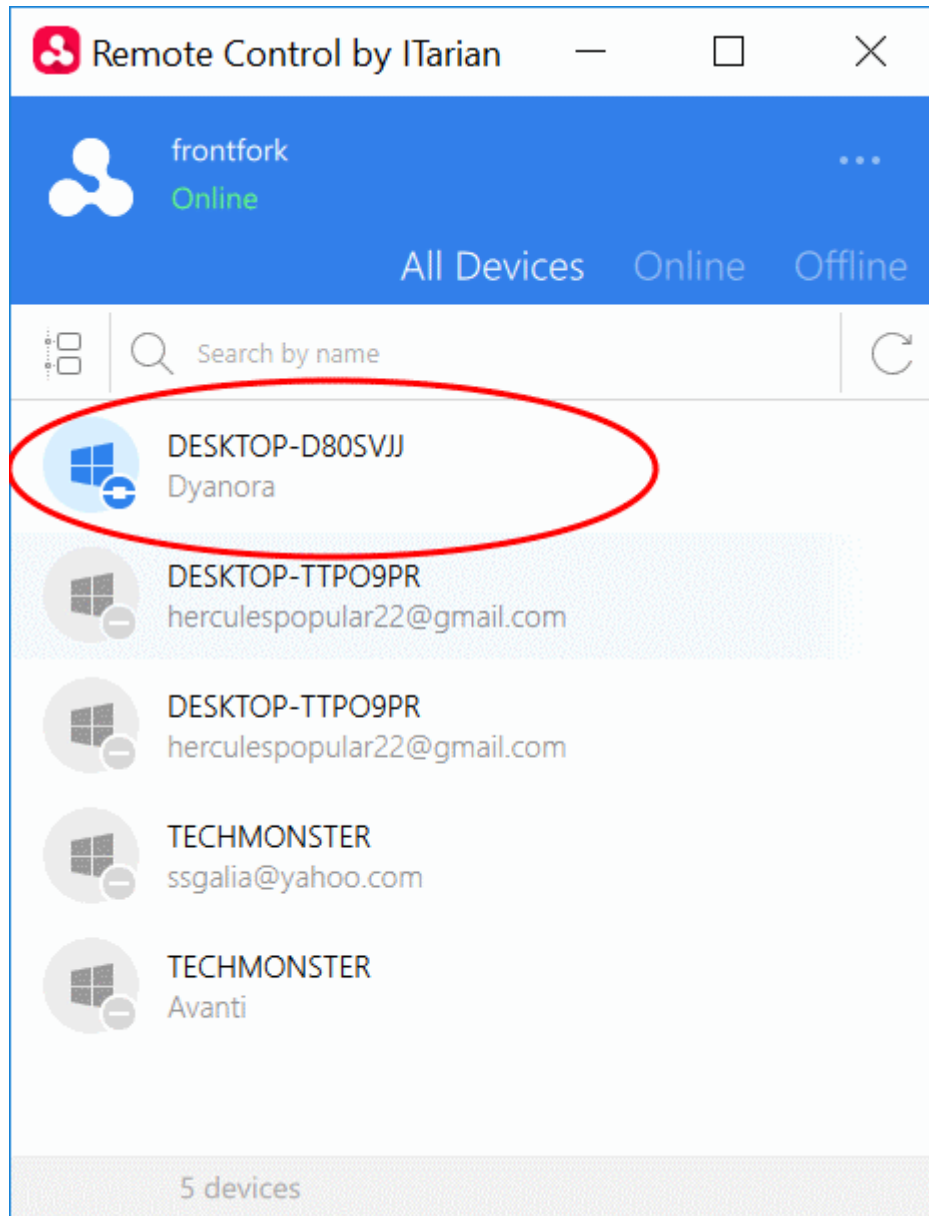 Remote Control by ITarian
frontfork
Online
All Devices Online Offline
Search by name
DESKTOP-D80SVJJ
Dyanora
DESKTOP-TTPO9PR
herculespopular22@gmail.com
DESKTOP-TTPO9PR
herculespopular22@gmail.com
TECHMONSTER
ssgalia@yahoo.com
TECHMONSTER
Avanti
5 devices